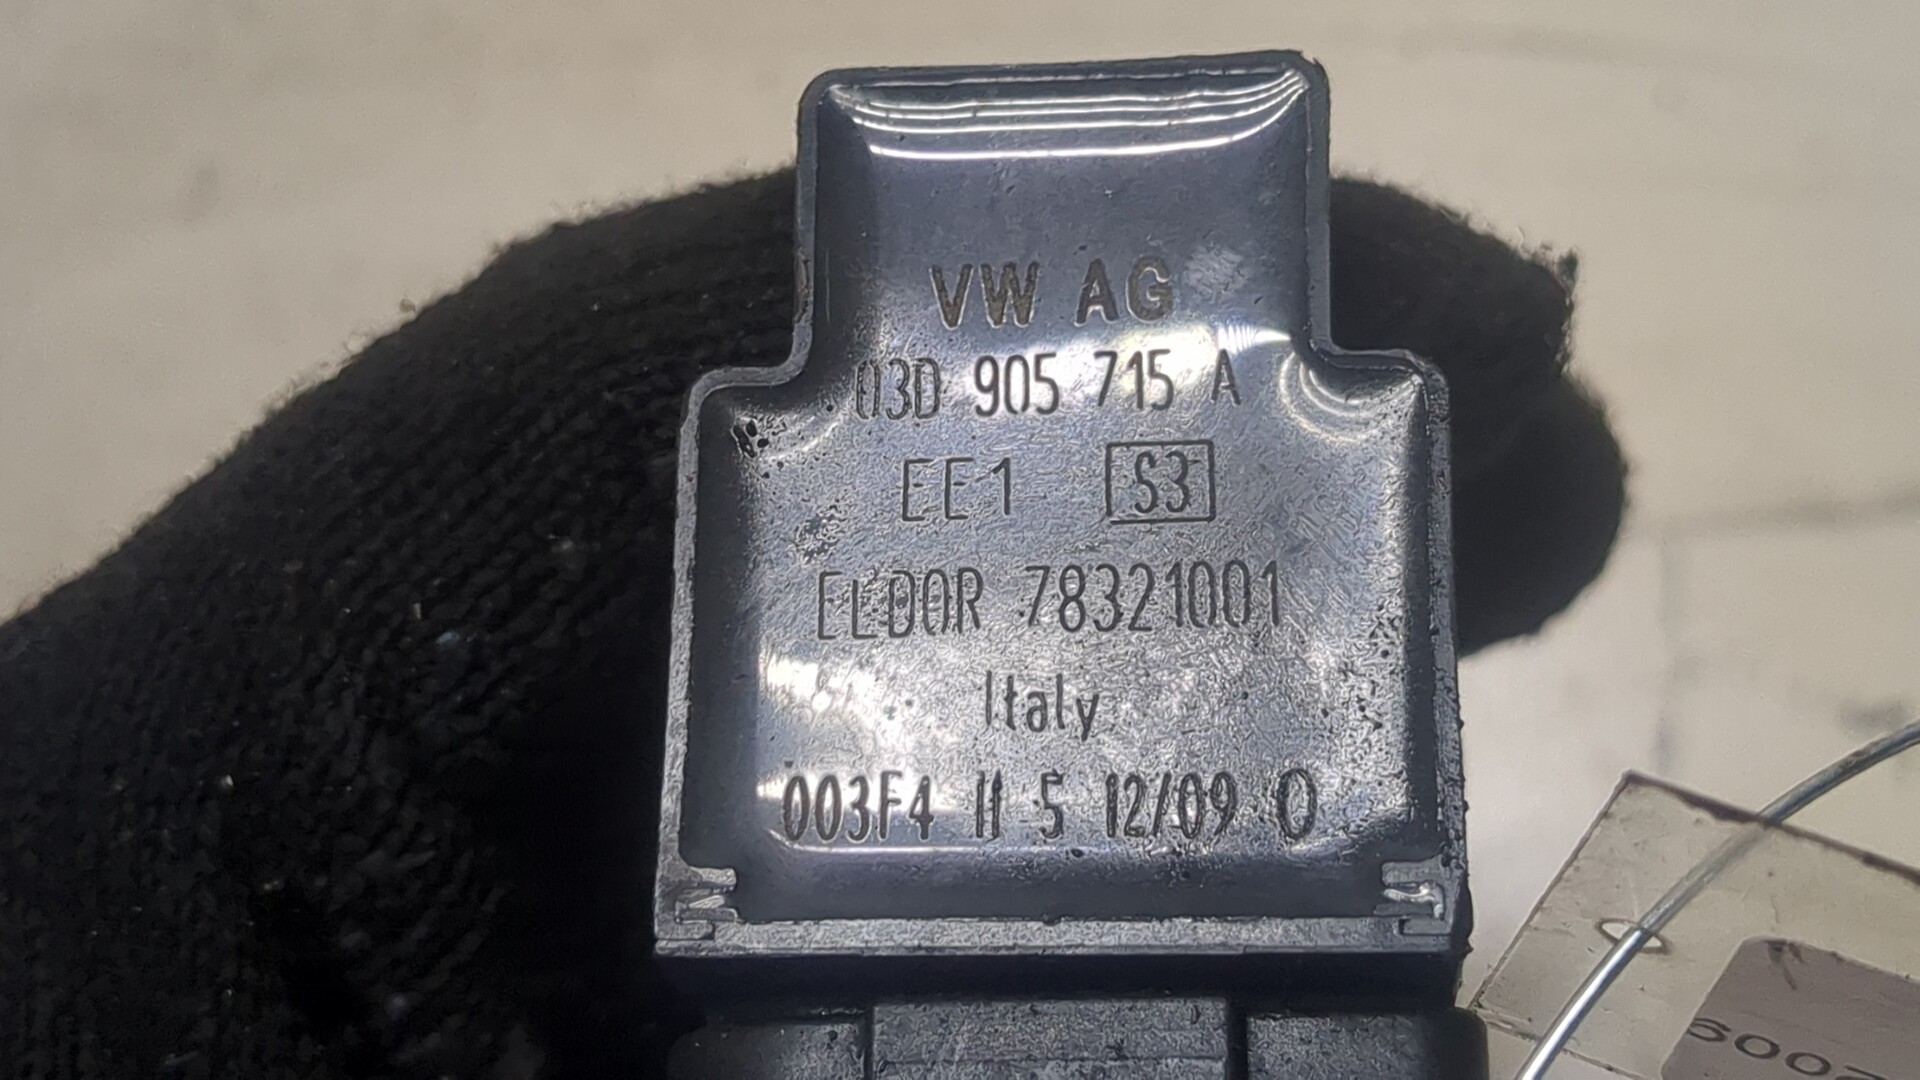 VW AG
03D 905 715 A
EE1 S3
ELDOR 78321001
Italy
003F4 11 5 12/09 0